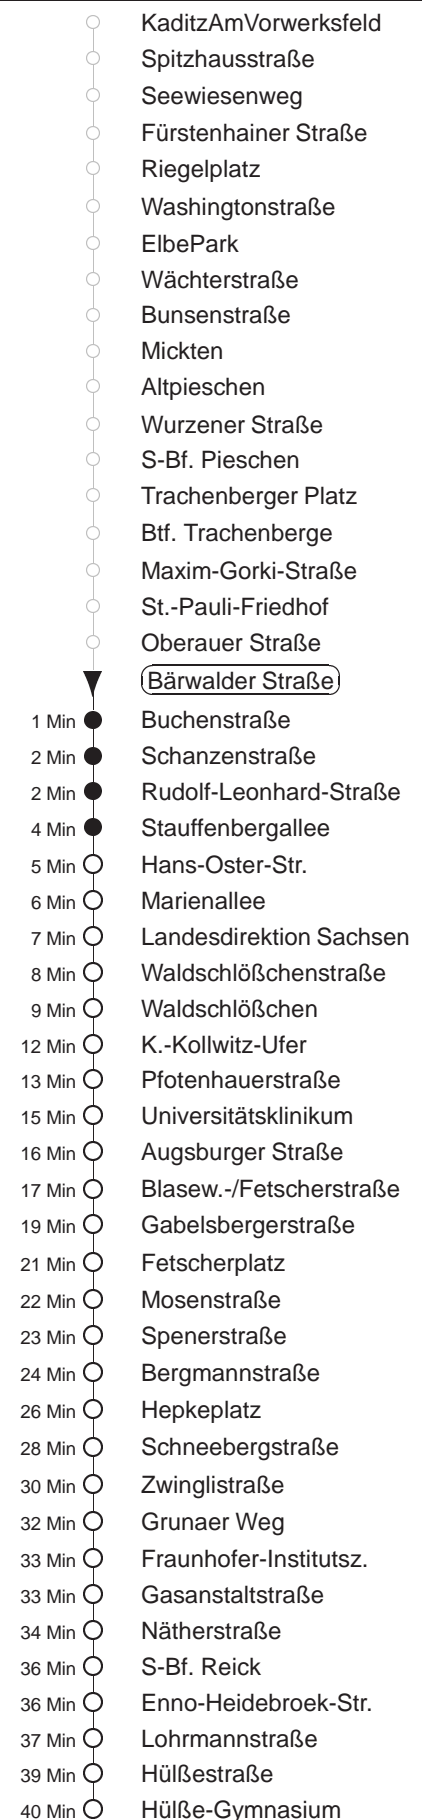 KaditzAmVorwerksfeld
Spitzhausstraße
Seewiesenweg
Fürstenhainer Straße
Riegelplatz
Washingtonstraße
ElbePark
Wächterstraße
Bunsenstraße
Mickten
Altpieschen
Wurzener Straße
S-Bf. Pieschen
Trachenberger Platz
Btf. Trachenberge
Maxim-Gorki-Straße
St.-Pauli-Friedhof
Oberauer Straße
Bärwalder Straße
1 Min Buchenstraße
2 Min Schanzenstraße
2 Min Rudolf-Leonhard-Straße
4 Min Stauffenbergallee
5 Min Hans-Oster-Str.
6 Min Marienallee
7 Min Landesdirektion Sachsen
8 Min Waldschlößchenstraße
9 Min Waldschlößchen
12 Min K.-Kollwitz-Ufer
13 Min Pfotenhauerstraße
15 Min Universitätsklinikum
16 Min Augsburger Straße
17 Min Blasew.-/Fetscherstraße
19 Min Gabelsbergerstraße
21 Min Fetscherplatz
22 Min Mosenstraße
23 Min Spenerstraße
24 Min Bergmannstraße
26 Min Hepkeplatz
28 Min Schneebergstraße
30 Min Zwinglistraße
32 Min Grunaer Weg
33 Min Fraunhofer-Institutsz.
33 Min Gasanstaltstraße
34 Min Nätherstraße
36 Min S-Bf. Reick
36 Min Enno-Heidebroek-Str.
37 Min Lohrmannstraße
39 Min Hülßestraße
40 Min Hülße-Gymnasium